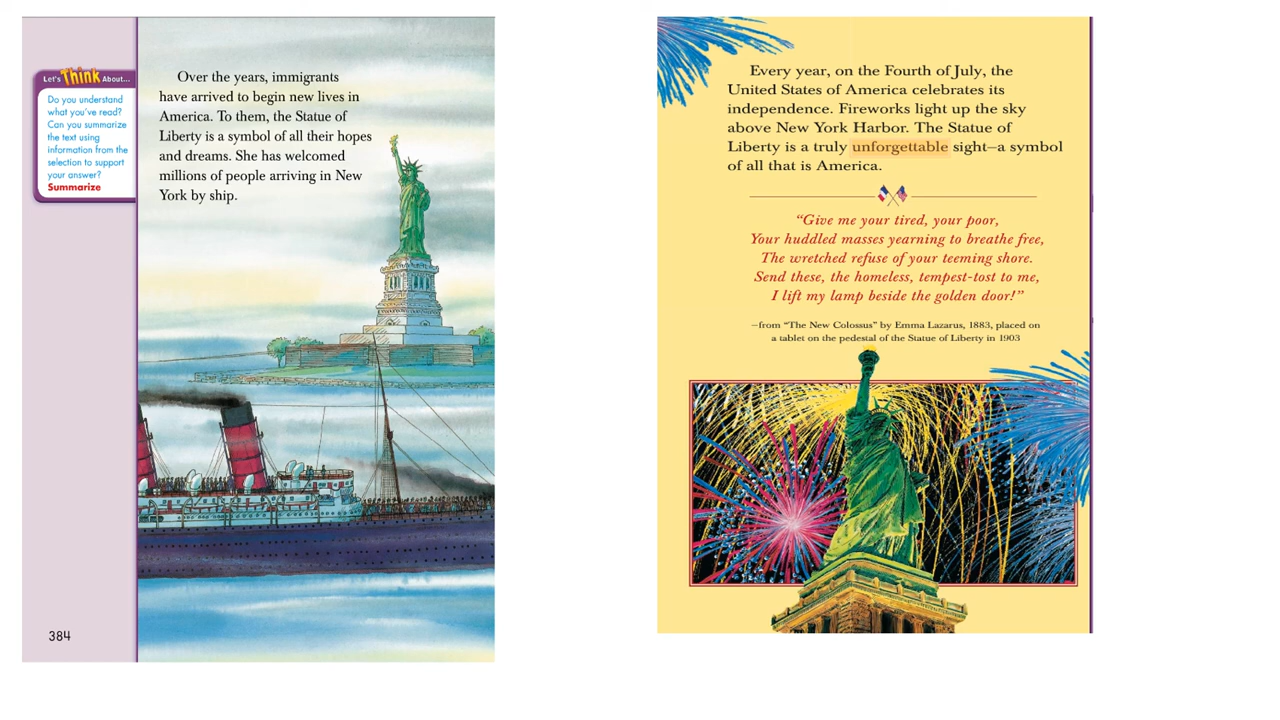 Let's Think About...
Do you understand
what you've read?
Can you summarize
the text using
information from the
selection to support
your answer?
Summarize
Over the years, immigrants
have arrived to begin new lives in
America. To them, the Statue of
Liberty is a symbol of all their hopes
and dreams. She has welcomed
millions of people arriving in New
York by ship.
384
Every year, on the Fourth of July, the
United States of America celebrates its
independence. Fireworks light up the sky
above New York Harbor. The Statue of
Liberty is a truly unforgettable sight—a symbol
of all that is America.
“Give me your tired, your poor,
Your huddled masses yearning to breathe free,
The wretched refuse of your teeming shore.
Send these, the homeless, tempest-tost to me,
I lift my lamp beside the golden door!”
—from “The New Colossus” by Emma Lazarus, 1883, placed on
a tablet on the pedestal of the Statue of Liberty in 1903